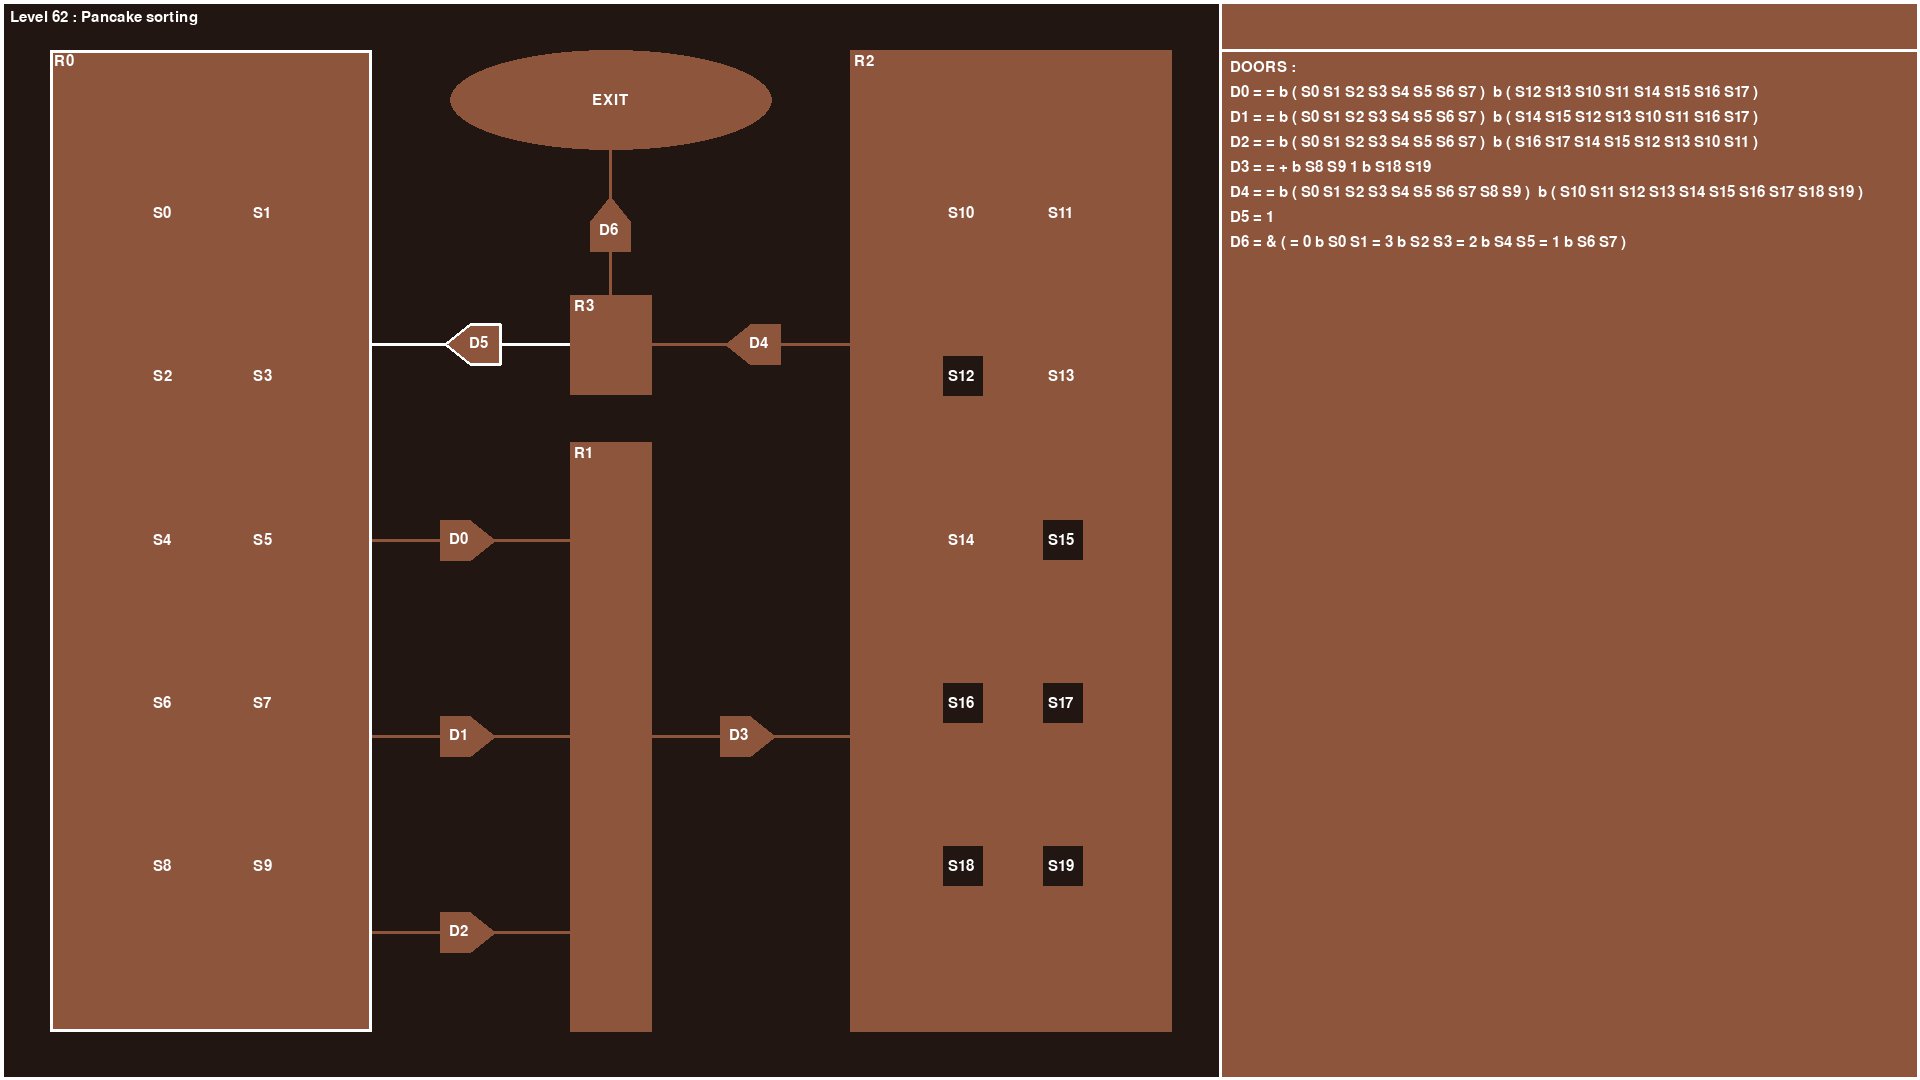 Level 62 : Pancake sorting
R0
EXIT
R2
DOORS :
D0 = = b ( S0 S1 S2 S3 S4 S5 S6 S7 ) b ( S12 S13 S10 S11 S14 S15 S16 S17 )
D1 = = b ( S0 S1 S2 S3 S4 S5 S6 S7 ) b ( S14 S15 S12 S13 S10 S11 S16 S17 )
D2 = = b ( S0 S1 S2 S3 S4 S5 S6 S7 ) b ( S16 S17 S14 S15 S12 S13 S10 S11 )
D3 = = + b S8 S9 1 b S18 S19
D4 = = b ( S0 S1 S2 S3 S4 S5 S6 S7 S8 S9 ) b ( S10 S11 S12 S13 S14 S15 S16 S17 S18 S19 )
D5 = 1
D6 = & ( = 0 b S0 S1 = 3 b S2 S3 = 2 b S4 S5 = 1 b S6 S7 )
S0 S1
S10 S11
D6
R3
D5
D4
S2 S3
S12 S13
R1
S4 S5
D0
S14 S15
S6 S7
D1
D3
S16 S17
S8 S9
S18 S19
D2